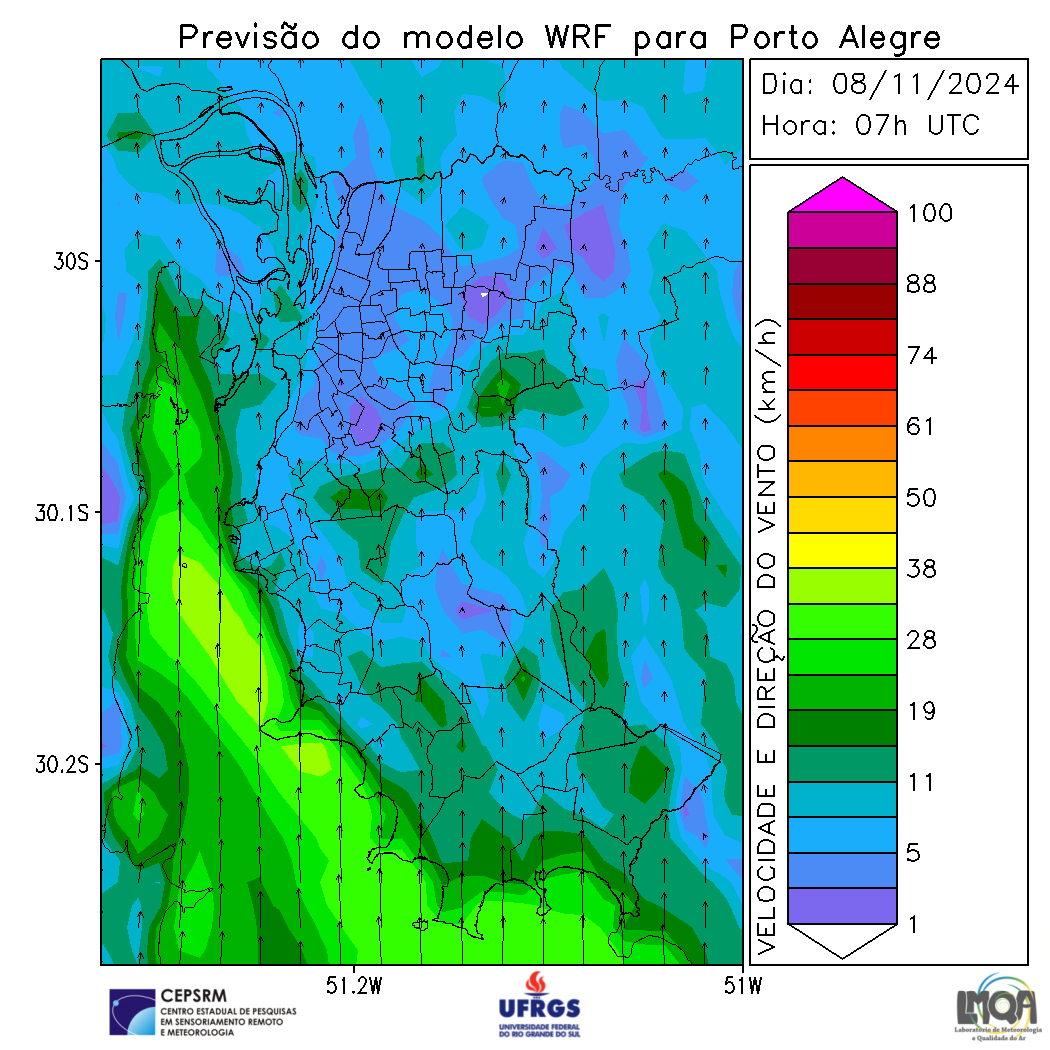 Previsão do modelo WRF para Porto Alegre
Dia: 08/11/2024
Hora: 07h UTC
30S
30.1S
30.2S
51.2W
51W
VELOCIDADE E DIREÇÃO DO VENTO (km/h)
100
88
74
61
50
38
28
19
11
5
1
CEPSRM
CENTRO ESTADUAL DE PESQUISAS
EM SENSORIAMENTO REMOTO
E METEOROLOGIA
UFRGS
UNIVERSIDADE FEDERAL
DO RIO GRANDE DO SUL
LMQA
Laboratório de Meteorologia
e Qualidade do Ar